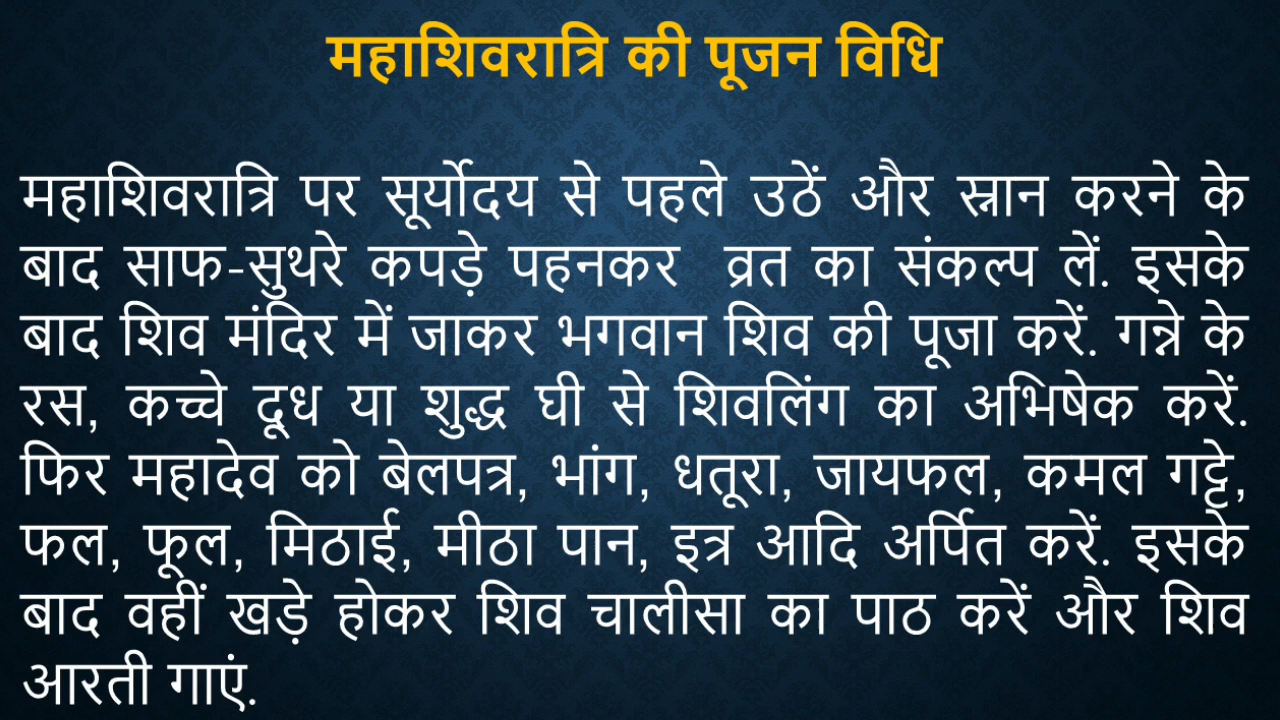 महाशिवरात्रि की पूजन विधि
महाशिवरात्रि पर सूर्योदय से पहले उठें और स्नान करने के
बाद साफ-सुथरे कपड़े पहनकर व्रत का संकल्प लें. इसके
बाद शिव मंदिर में जाकर भगवान शिव की पूजा करें. गन्ने के
रस, कच्चे दूध या शुद्ध घी से शिवलिंग का अभिषेक करें.
फिर महादेव को बेलपत्र, भांग, धतूरा, जायफल, कमल गट्टे,
फल, फूल, मिठाई, मीठा पान, इत्र आदि अर्पित करें. इसके
बाद वहीं खड़े होकर शिव चालीसा का पाठ करें और शिव
आरती गाएं.